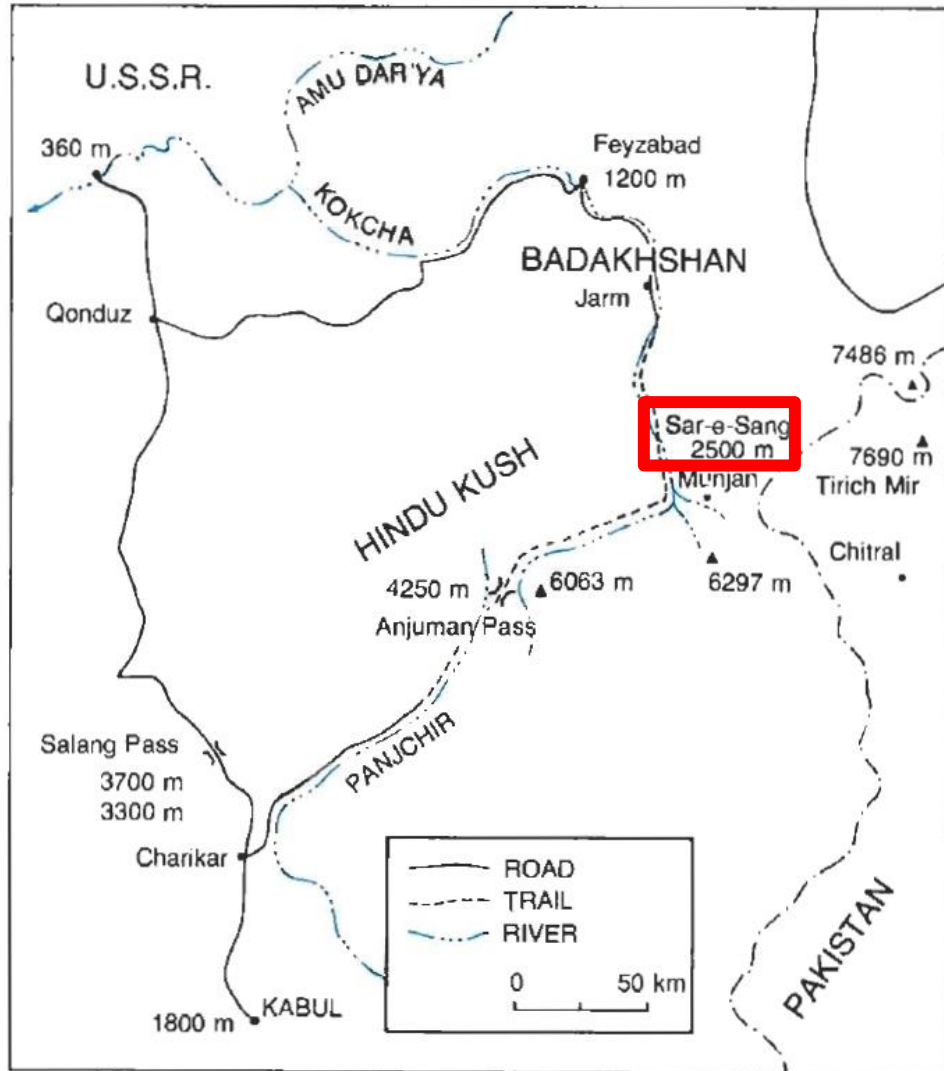 U.S.S.R.
AMU DAR'YA
360 m
Feyzabad
1200 m
KOKCHA
BADAKHSHAN
Jarm
Qonduz
7486 m
Sar-e-Sang
2500 m
7690 m
Tirich Mir
Munjan
HINDU KUSH
Chitral
4250 m
6063 m
6297 m
Anjuman Pass
Salang Pass
3700 m
3300 m
PANJCHIR
Charikar
ROAD
TRAIL
RIVER
0 50 km
PAKISTAN
1800 m
KABUL